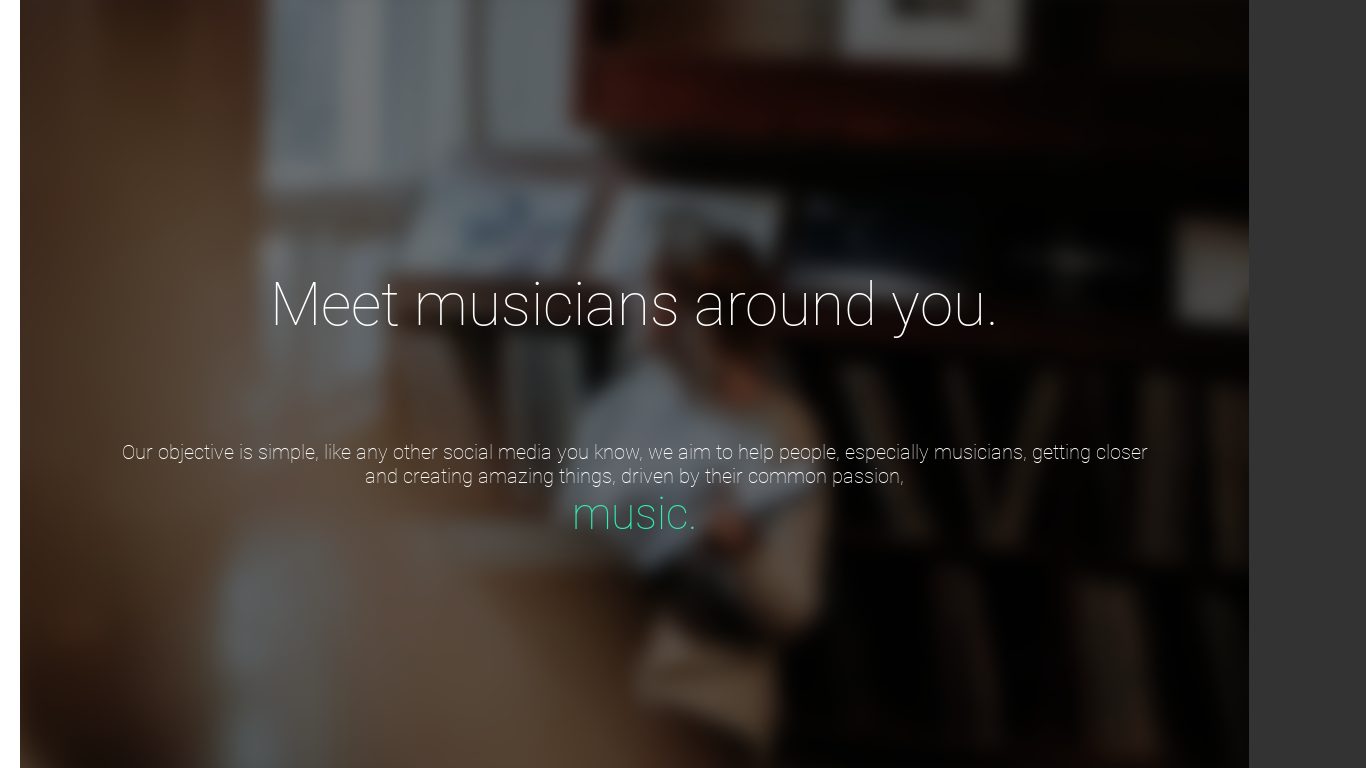 Meet musicians around you.
Our objective is simple, like any other social media you know, we aim to help people, especially musicians, getting closer
and creating amazing things, driven by their common passion,
music.